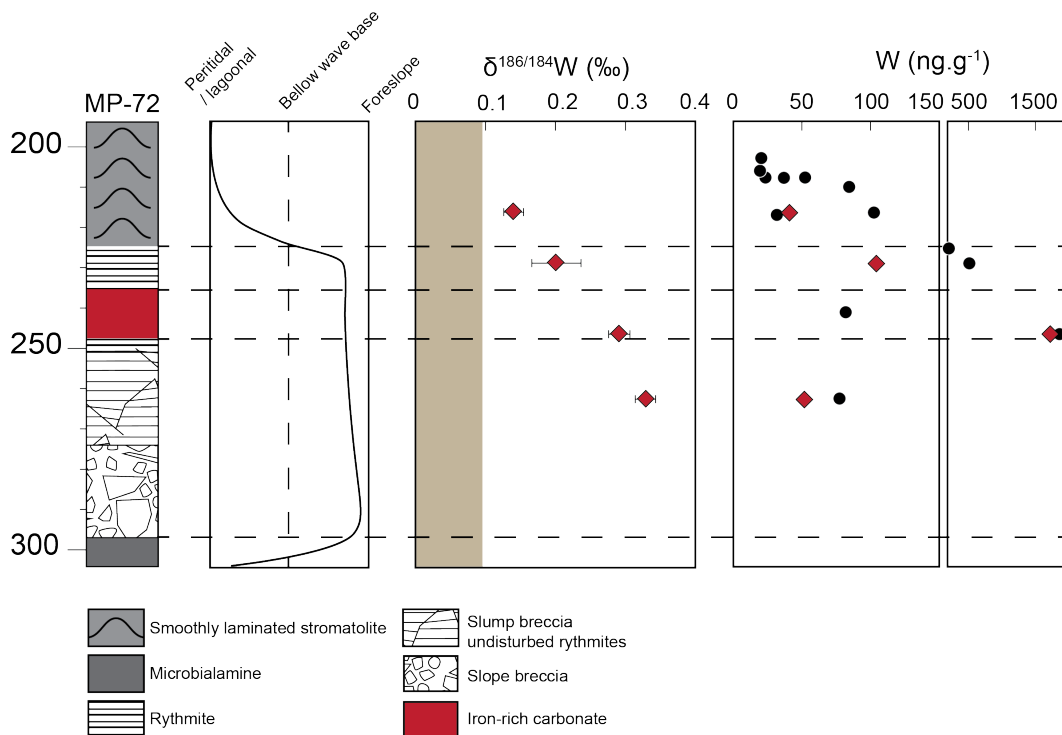 MP-72
Peritidal
/ lagoonal
Bellow wave base
Foreslope
δ186/184W (‰)
W (ng.g-1)
0 0.1 0.2 0.3 0.4
0 50 100 150 500 1500
200
250
300
Smoothly laminated stromatolite
Microbialamine
Rythmite
Slump breccia
undisturbed rythmites
Slope breccia
Iron-rich carbonate